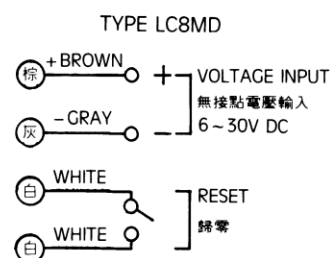 TYPE LC8MD
棕 +BROWN + VOLTAGE INPUT
無接點電壓輸入
灰 -GRAY - 6~30V DC
白 WHITE
RESET
歸零
白 WHITE